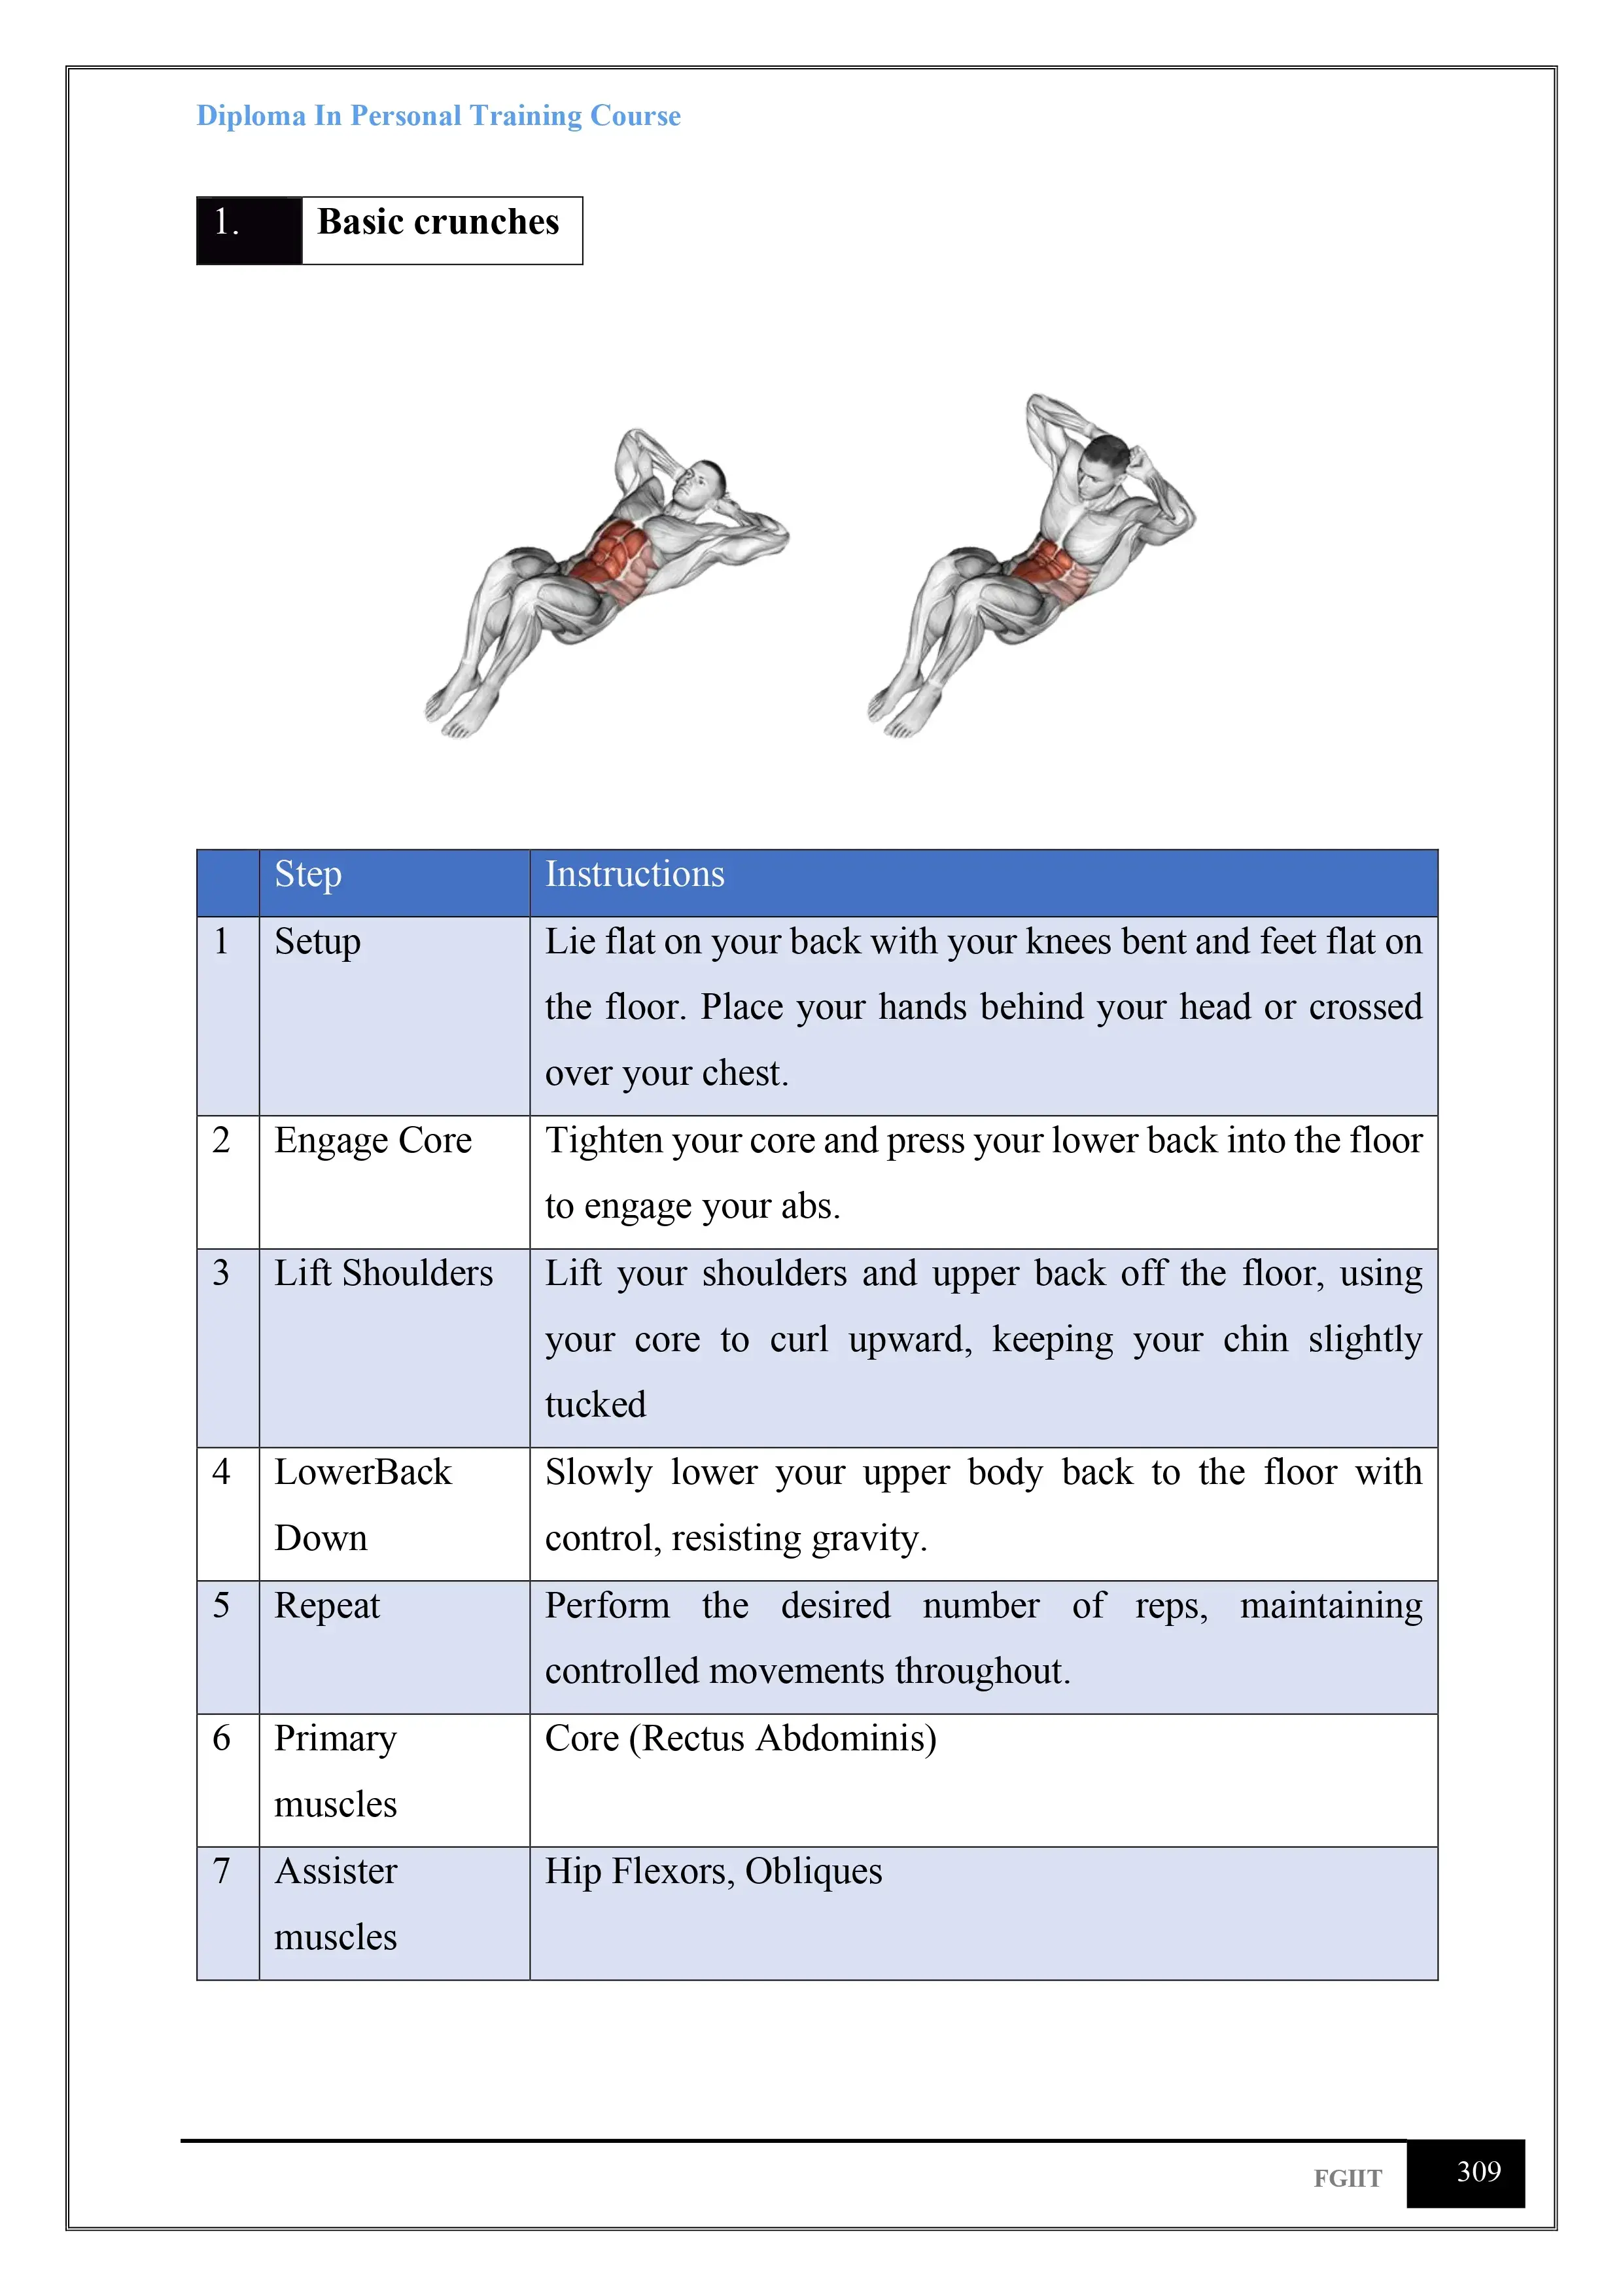 Diploma In Personal Training Course
1. Basic crunches
Step Instructions
1 Setup Lie flat on your back with your knees bent and feet flat on
the floor. Place your hands behind your head or crossed
over your chest.
2 Engage Core Tighten your core and press your lower back into the floor
to engage your abs.
3 Lift Shoulders Lift your shoulders and upper back off the floor, using
your core to curl upward, keeping your chin slightly
tucked
4 LowerBack Slowly lower your upper body back to the floor with
Down control, resisting gravity.
5 Repeat Perform the desired number of reps, maintaining
controlled movements throughout.
6 Primary Core (Rectus Abdominis)
muscles
7 Assister Hip Flexors, Obliques
muscles
FGIIT 309